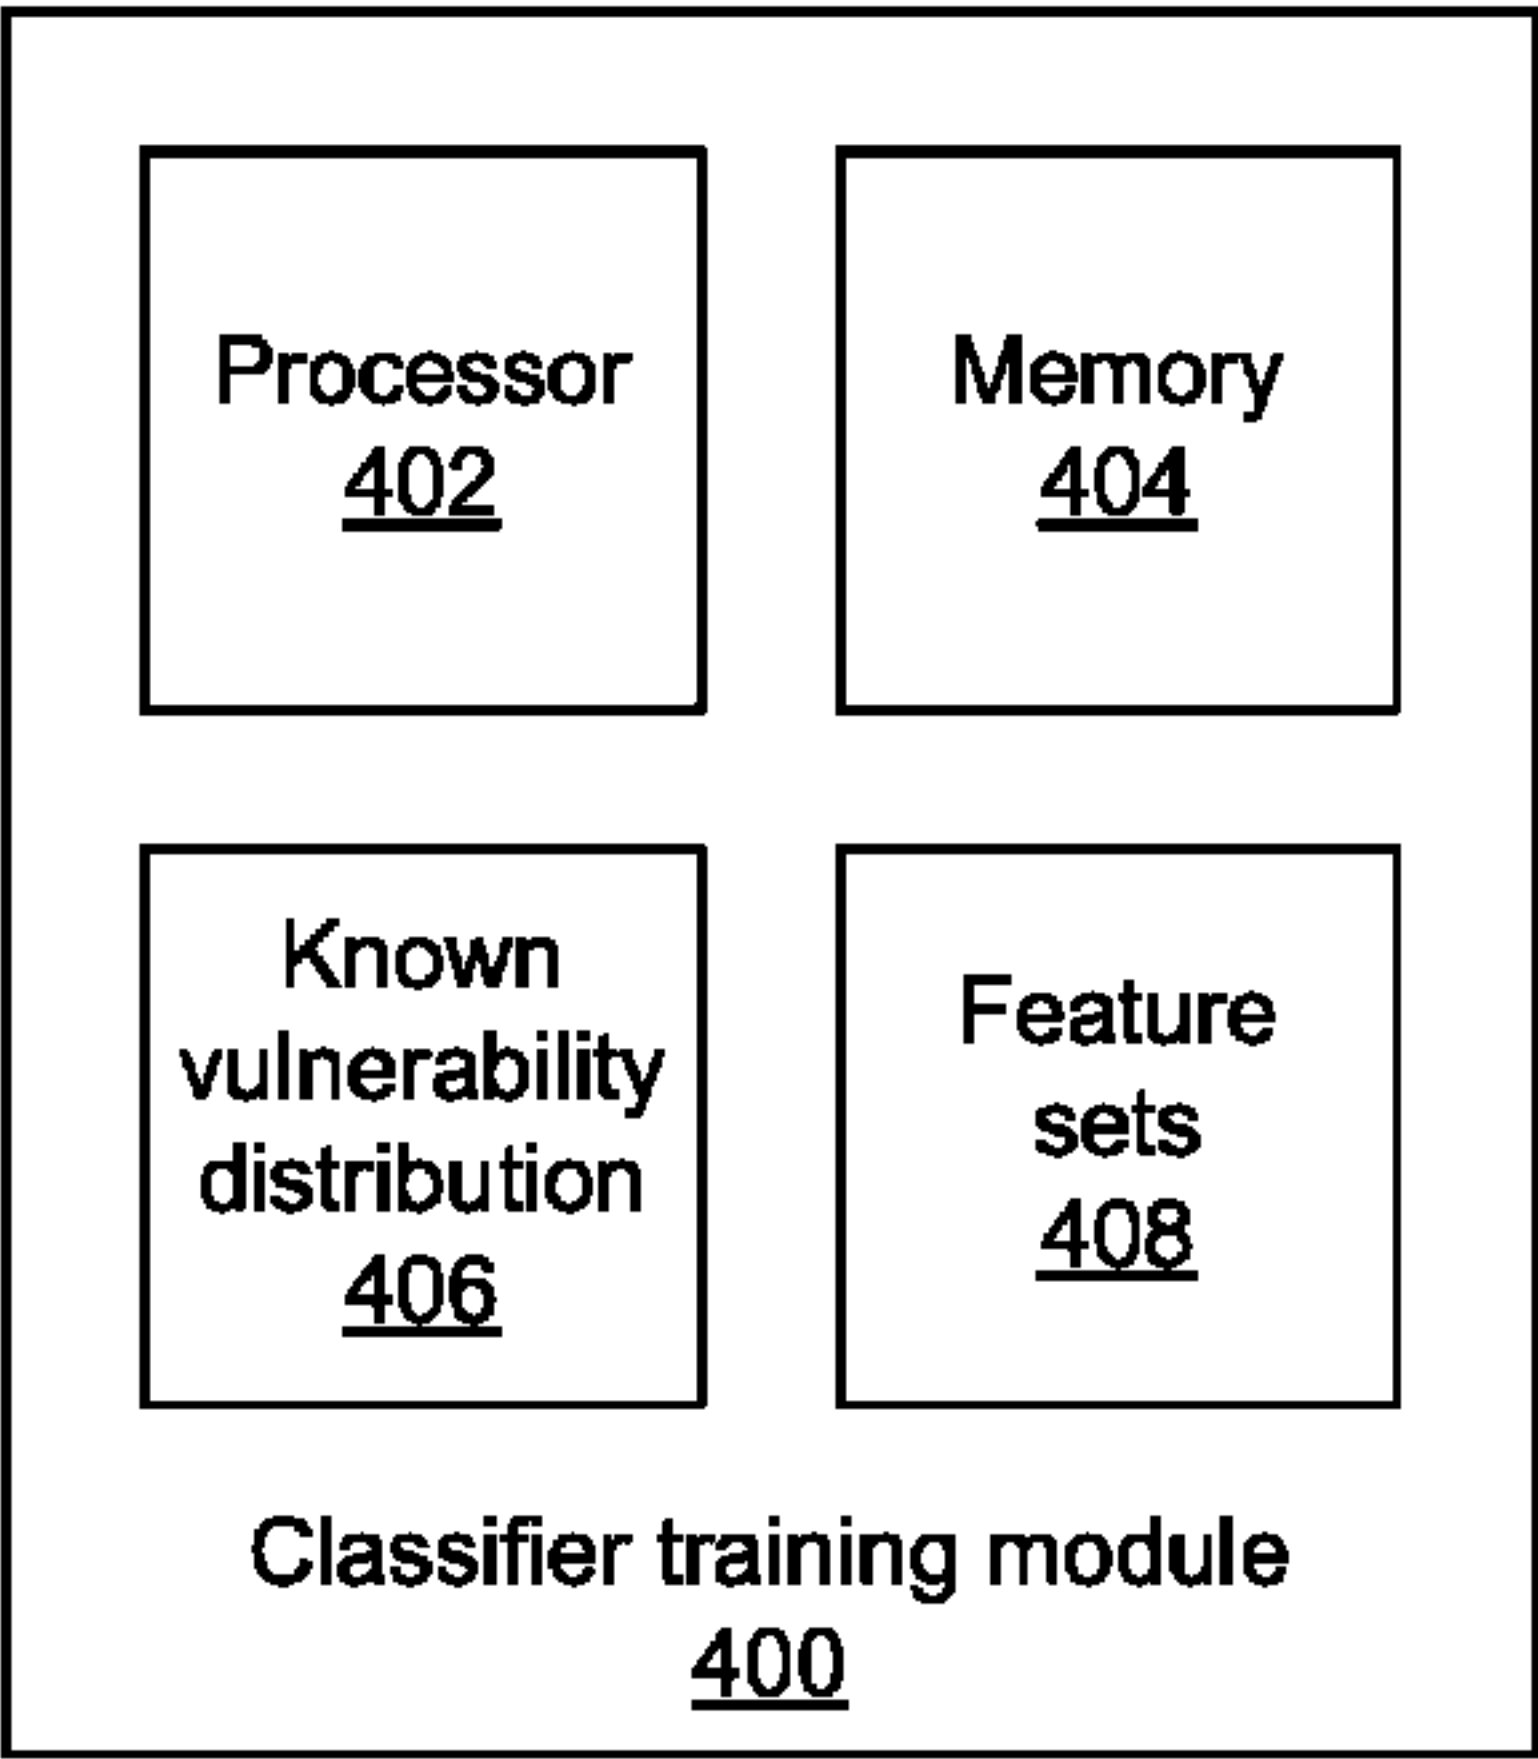 Processor
402
Memory
404
Known
vulnerability
distribution
406
Feature
sets
408
Classifier training module
400